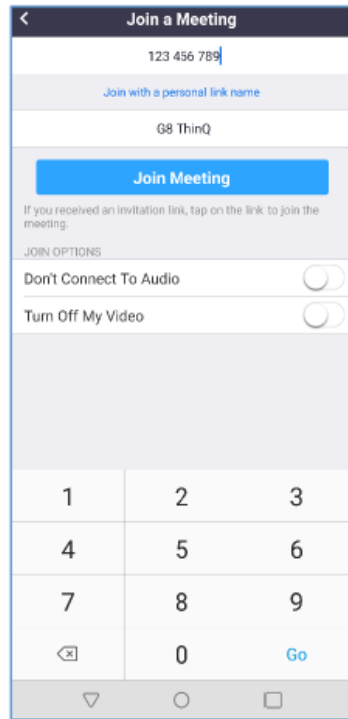 Join a Meeting
123 456 789
Join with a personal link name
G8 ThinQ
Join Meeting
If you received an invitation link, tap on the link to join the
meeting.
JOIN OPTIONS
Don't Connect To Audio
Turn Off My Video
1 2 3
4 5 6
7 8 9
0 Go